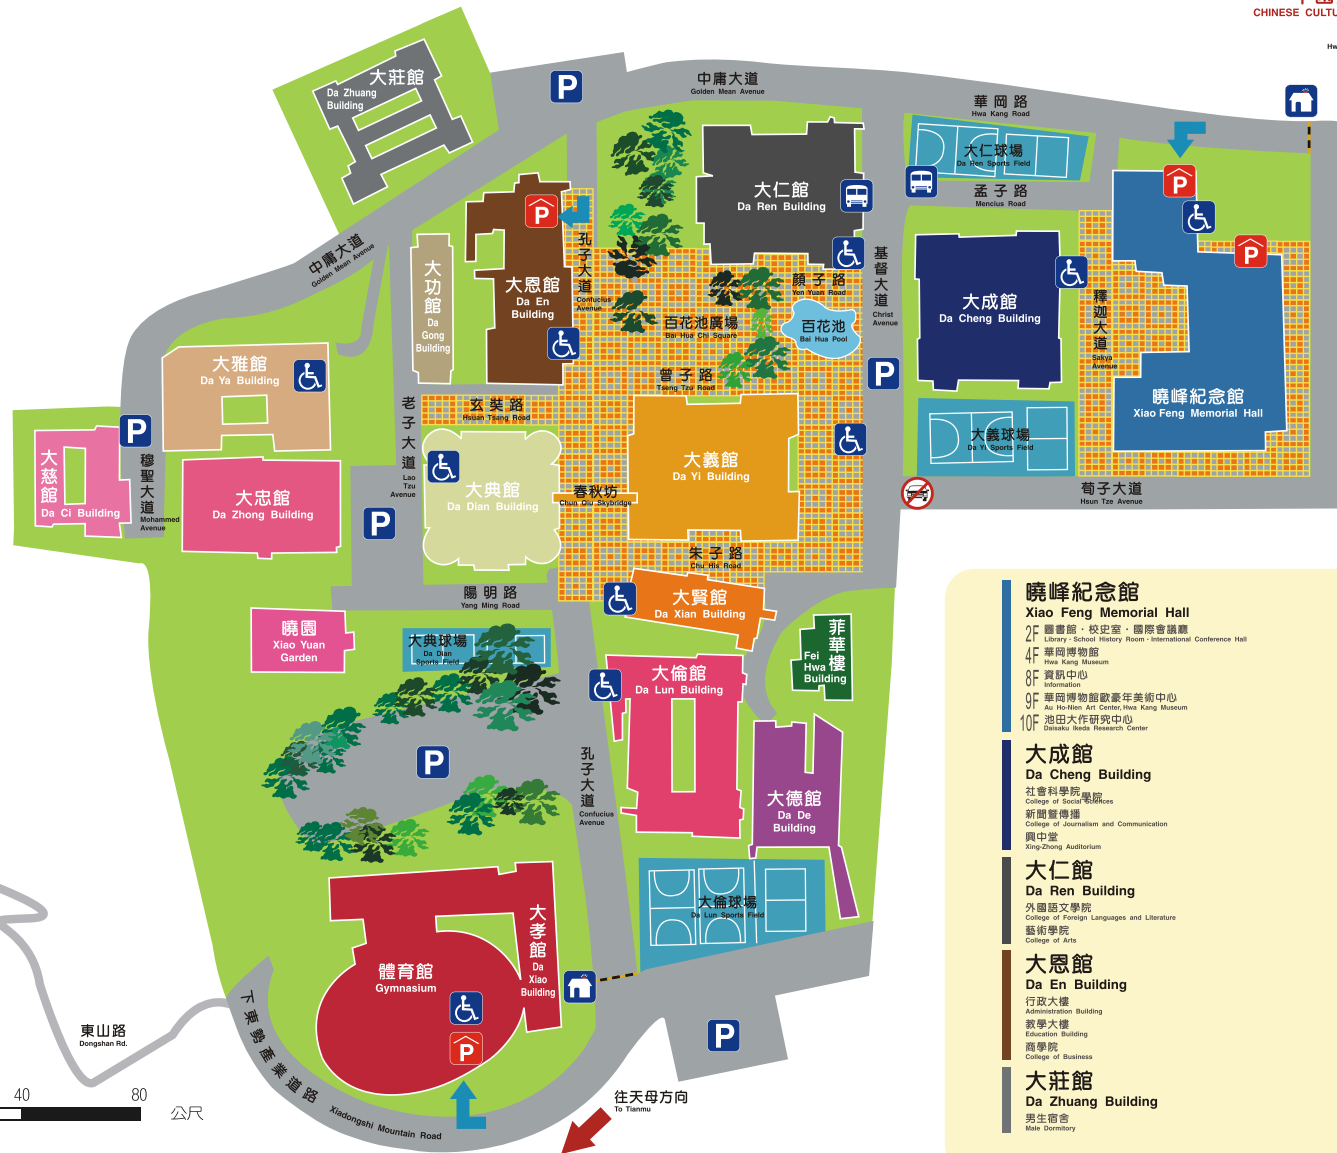 CHINESE CULTU
Hw
大莊館
Da Zhuang
Building
P
中庸大道
Golden Mean Avenue
華岡路
Hwa Kang Road
大仁球場
Da Ren Sports Field
孟子路
Mencius Road
大仁館
Da Ren Building
P
P
P
中庸大道
Golden Mean Avenue
大功館
Da
Gong
Building
大恩館
Da En
Building
孔子大道
Confucius
Avenue
百花池廣場
Bai Hua Chi Square
顏子路
Yen Yuan Road
百花池
Bai Hua Pool
基督大道
Christ
Avenue
大成館
Da Cheng Building
釋迦大道
Sakya
Avenue
曉峰紀念館
Xiao Feng Memorial Hall
大雅館
Da Ya Building
曾子路
Tseng Tzu Road
P
玄奘路
Hsuan Tsang Road
老子大道
Lao
Tzu
Avenue
P
大慈館
Da Ci Building
穆聖大道
Mohammed
Avenue
大忠館
Da Zhong Building
P
大典館
Da Dian Building
春秋坊
Chun Qiu Skybridge
大義館
Da Yi Building
大義球場
Da Yi Sports Field
荀子大道
Hsun Tze Avenue
朱子路
Chu His Road
陽明路
Yang Ming Road
大賢館
Da Xian Building
曉園
Xiao Yuan
Garden
大典球場
Da Dian
Sports Field
菲華樓
Fei
Hwa
Building
大倫館
Da Lun Building
P
孔子大道
Confucius
Avenue
大德館
Da De
Building
大倫球場
Da Lun Sports Field
大孝館
Da
Xiao
Building
體育館
Gymnasium
P
P
東山路
Dongshan Rd.
下東勢產業道路
Xiadongshi Mountain Road
往天母方向
To Tianmu
40
80
公尺
曉峰紀念館
Xiao Feng Memorial Hall
2F 圖書館・校史室・國際會議廳
Library・School History Room・International Conference Hall
4F 華岡博物館
Hwa Kang Museum
8F 資訊中心
Information
9F 華岡博物館歐豪年美術中心
Au Ho-Nien Art Center, Hwa Kang Museum
10F 池田大作研究中心
Daisaku Ikeda Research Center
大成館
Da Cheng Building
社會科學院
College of Social Sciences
新聞暨傳播學院
College of Journalism and Communication
興中堂
Xing-Zhong Auditorium
大仁館
Da Ren Building
外國語文學院
College of Foreign Languages and Literature
藝術學院
College of Arts
大恩館
Da En Building
行政大樓
Administration Building
教學大樓
Education Building
商學院
College of Business
大莊館
Da Zhuang Building
男生宿舍
Male Dormitory